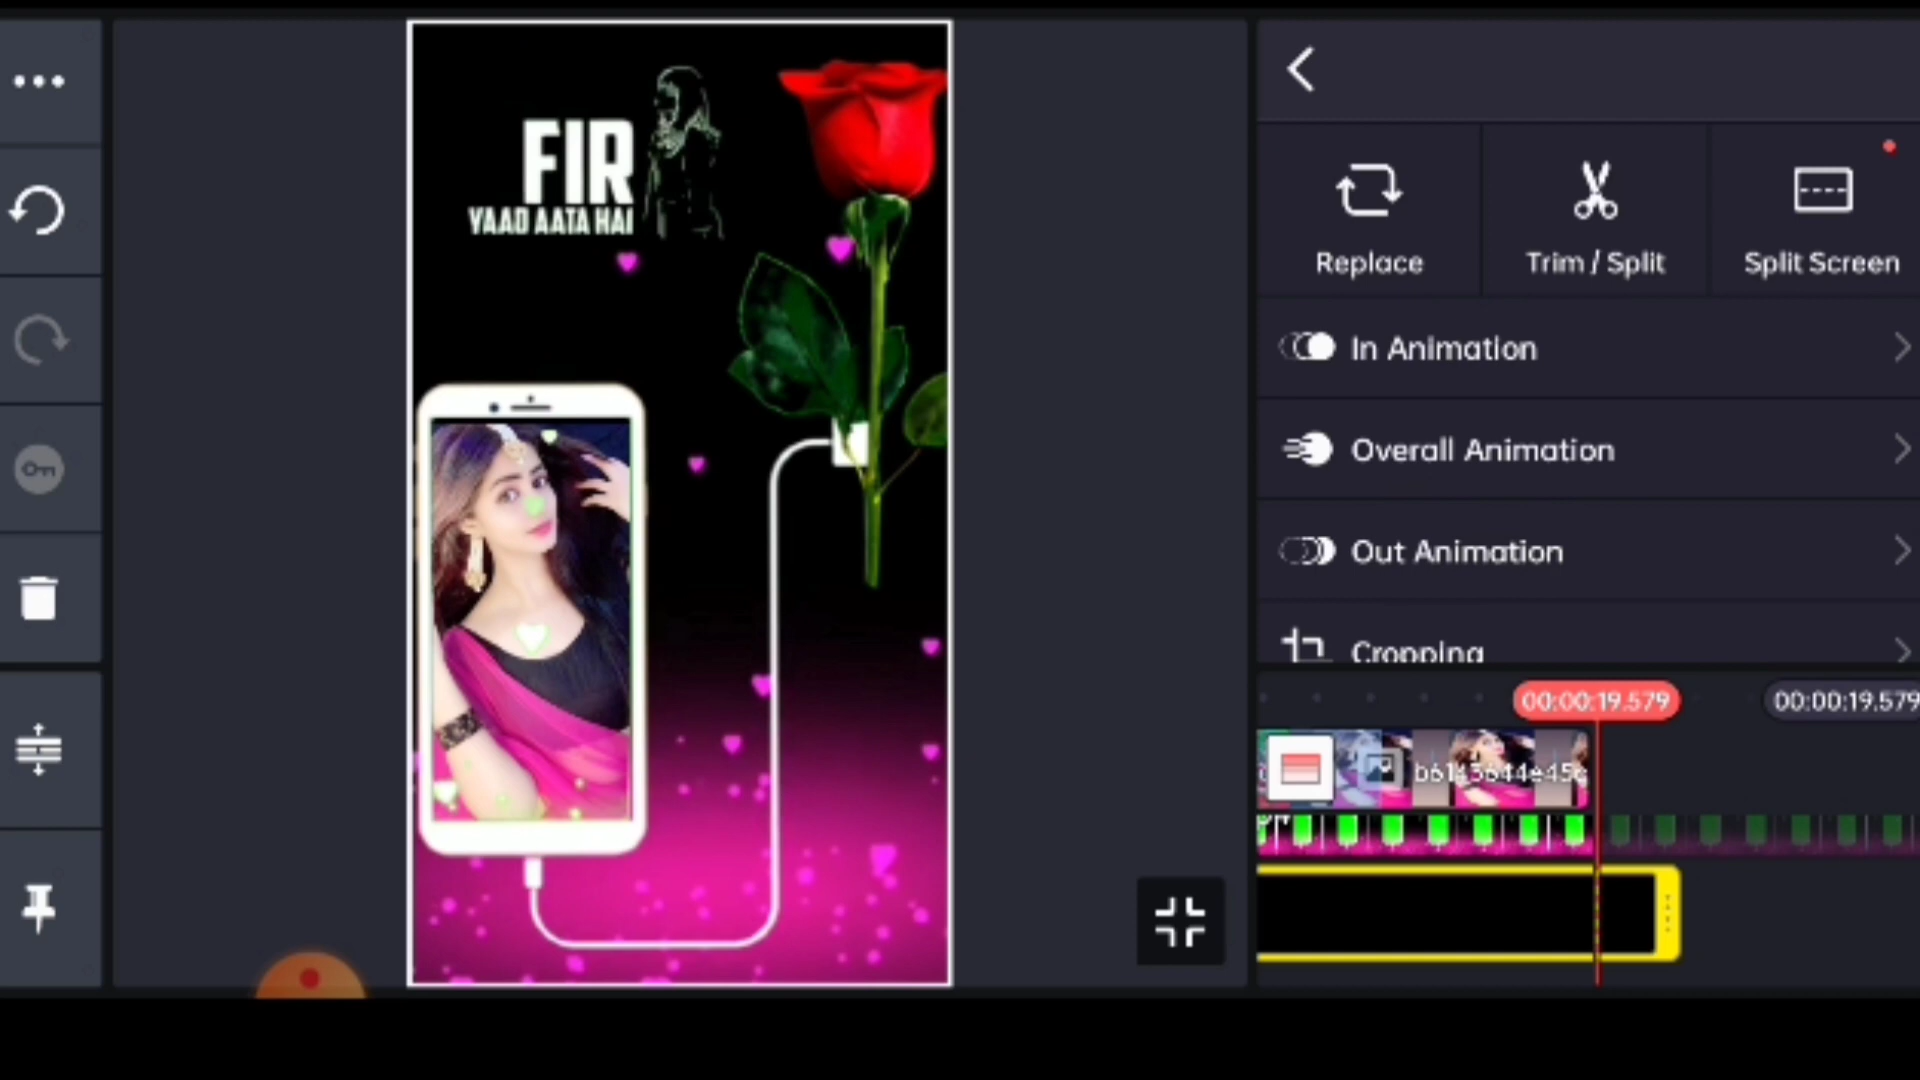 FIR
YAAD AATA HAI
Replace
Trim / Split
Split Screen
In Animation
Overall Animation
Out Animation
Cropping
00:00:19.579
00:00:19.579